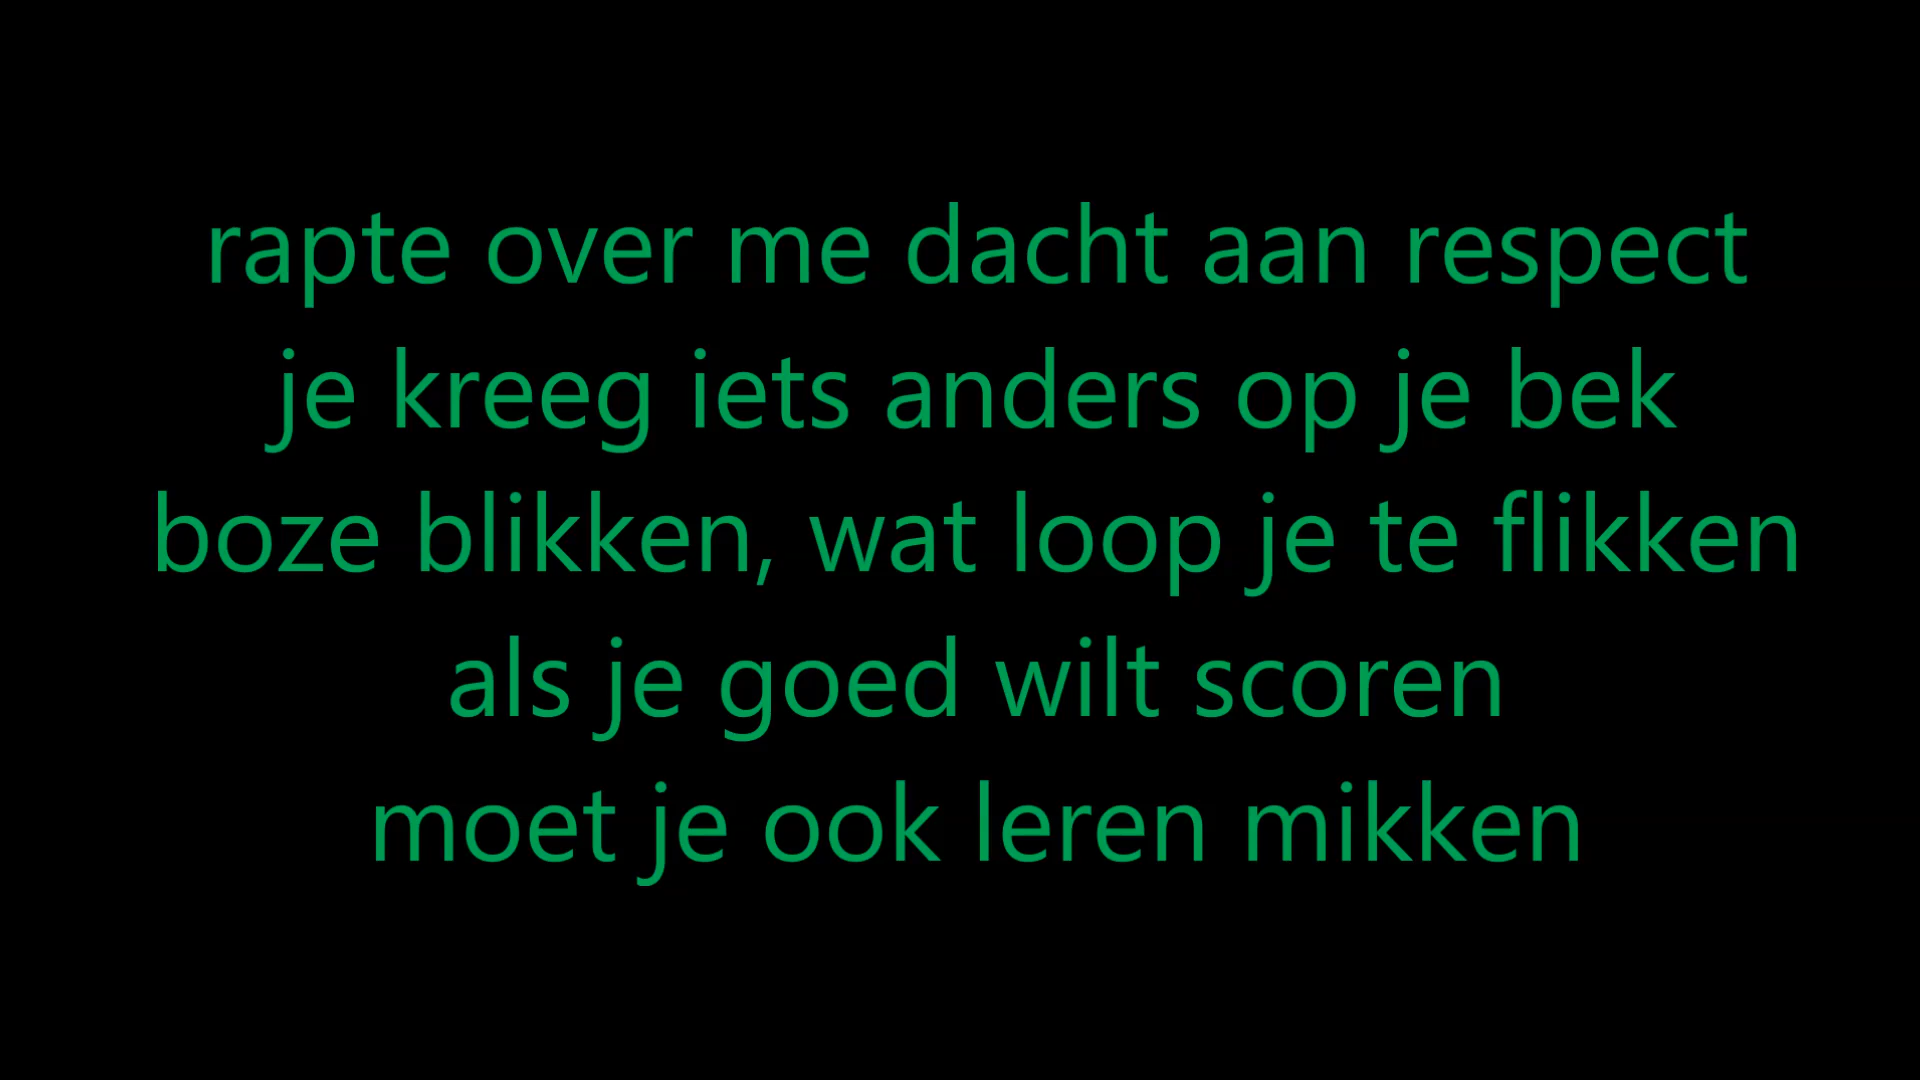 rapte over me dacht aan respect
je kreeg iets anders op je bek
boze blikken, wat loop je te flikken
als je goed wilt scoren
moet je ook leren mikken